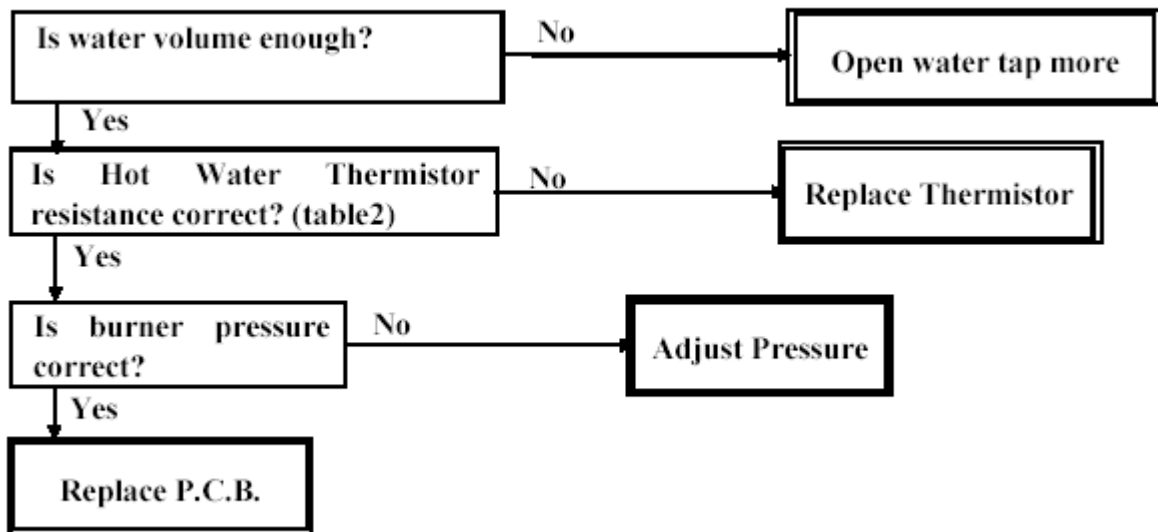 Is water volume enough?
No
Open water tap more
Yes
Is Hot Water Thermistor
resistance correct? (table2)
No
Replace Thermistor
Yes
Is burner pressure
correct?
No
Adjust Pressure
Yes
Replace P.C.B.